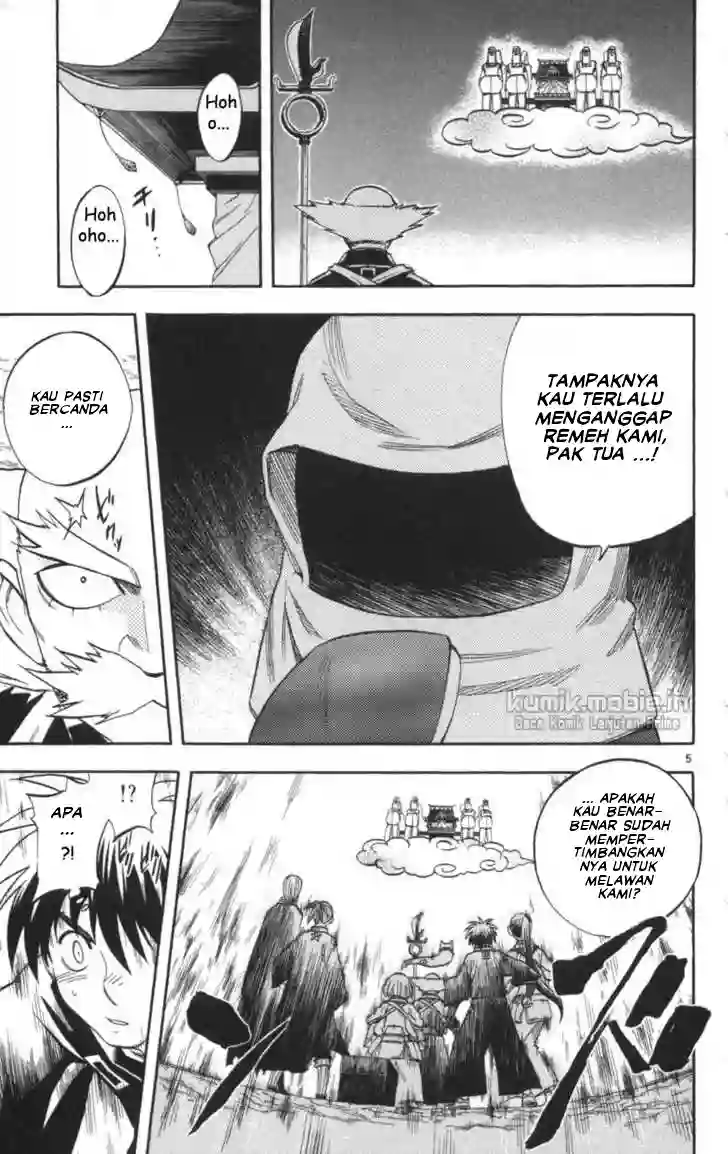 Hoh
o...
Hoh
oho...
チリ..
TAMPAKNYA
KAU TERLALU
MENGANGGAP
REMEH KAMI,
PAK TUA ...!
KAU PASTI
BERCANDA
...
kumik.mobie.in
Baca Komik Lanjutan Online
5
... APAKAH
KAU BENAR-
BENAR SUDAH
MEMPER-
TIMBANGKAN
NYA UNTUK
MELAWAN
KAMI?
!?
APA
...
?!